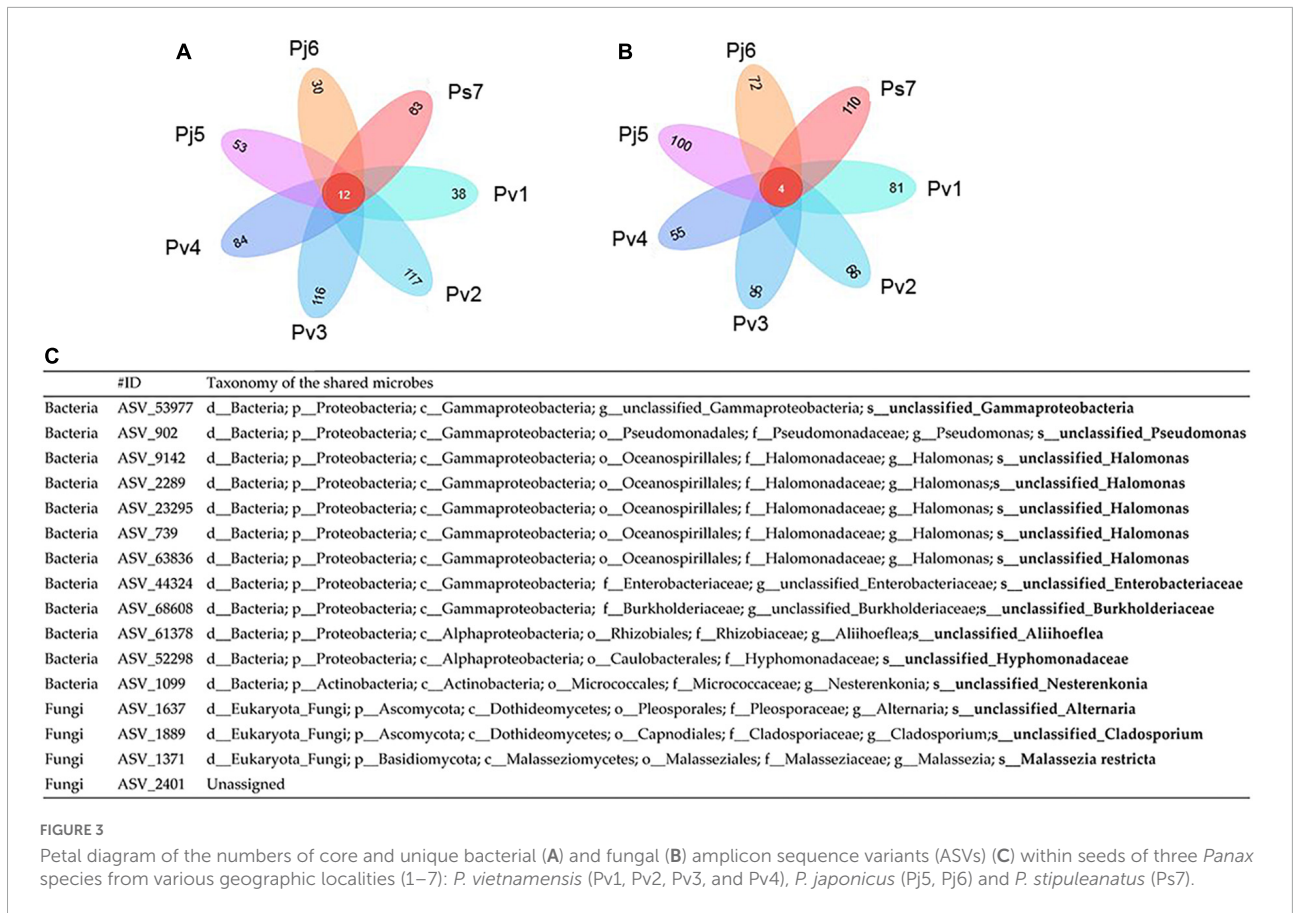 A
Pj6
30
Ps7
63
Pj5
53
12
38
Pv1
Pv4
84
117
Pv2
116
Pv3
B
Pj6
72
Ps7
110
Pj5
100
4
81
Pv1
Pv4
55
Pv2
Pv3
C
#ID Taxonomy of the shared microbes
Bacteria ASV_53977 d__Bacteria; p__Proteobacteria; c__Gammaproteobacteria; g__unclassified_Gammaproteobacteria; s__unclassified_Gammaproteobacteria
Bacteria ASV_902 d__Bacteria; p__Proteobacteria; c__Gammaproteobacteria; o__Pseudomonadales; f__Pseudomonadaceae; g__Pseudomonas; s__unclassified_Pseudomonas
Bacteria ASV_9142 d__Bacteria; p__Proteobacteria; c__Gammaproteobacteria; o__Oceanospirillales; f__Halomonadaceae; g__Halomonas; s__unclassified_Halomonas
Bacteria ASV_2289 d__Bacteria; p__Proteobacteria; c__Gammaproteobacteria; o__Oceanospirillales; f__Halomonadaceae; g__Halomonas;s__unclassified_Halomonas
Bacteria ASV_23295 d__Bacteria; p__Proteobacteria; c__Gammaproteobacteria; o__Oceanospirillales; f__Halomonadaceae; g__Halomonas; s__unclassified_Halomonas
Bacteria ASV_739 d__Bacteria; p__Proteobacteria; c__Gammaproteobacteria; o__Oceanospirillales; f__Halomonadaceae; g__Halomonas; s__unclassified_Halomonas
Bacteria ASV_63836 d__Bacteria; p__Proteobacteria; c__Gammaproteobacteria; o__Oceanospirillales; f__Halomonadaceae; g__Halomonas; s__unclassified_Halomonas
Bacteria ASV_44324 d__Bacteria; p__Proteobacteria; c__Gammaproteobacteria; f__Enterobacteriaceae; g__unclassified_Enterobacteriaceae; s__unclassified_Enterobacteriaceae
Bacteria ASV_68608 d__Bacteria; p__Proteobacteria; c__Gammaproteobacteria; f__Burkholderiaceae; g__unclassified_Burkholderiaceae;s__unclassified_Burkholderiaceae
Bacteria ASV_61378 d__Bacteria; p__Proteobacteria; c__Alphaproteobacteria; o__Rhizobiales; f__Rhizobiaceae; g__Aliihoeflea;s__unclassified_Aliihoeflea
Bacteria ASV_52298 d__Bacteria; p__Proteobacteria; c__Alphaproteobacteria; o__Caulobacterales; f__Hyphomonadaceae; s__unclassified_Hyphomonadaceae
Bacteria ASV_1099 d__Bacteria; p__Actinobacteria; c__Actinobacteria; o__Micrococcales; f__Micrococcaceae; g__Nesterenkonia; s__unclassified_Nesterenkonia
Fungi ASV_1637 d__Eukaryota_Fungi; p__Ascomycota; c__Dothideomycetes; o__Pleosporales; f__Pleosporaceae; g__Alternaria; s__unclassified_Alternaria
Fungi ASV_1889 d__Eukaryota_Fungi; p__Ascomycota; c__Dothideomycetes; o__Capnodiales; f__Cladosporiaceae; g__Cladosporium;s__unclassified_Cladosporium
Fungi ASV_1371 d__Eukaryota_Fungi; p__Basidiomycota; c__Malasseziomycetes; o__Malasseziales; f__Malasseziaceae; g__Malassezia; s__Malassezia restricta
Fungi ASV_2401 Unassigned
FIGURE 3
Petal diagram of the numbers of core and unique bacterial (A) and fungal (B) amplicon sequence variants (ASVs) (C) within seeds of three Panax
species from various geographic localities (1–7): P. vietnamensis (Pv1, Pv2, Pv3, and Pv4), P. japonicus (Pj5, Pj6) and P. stipuleanatus (Ps7).